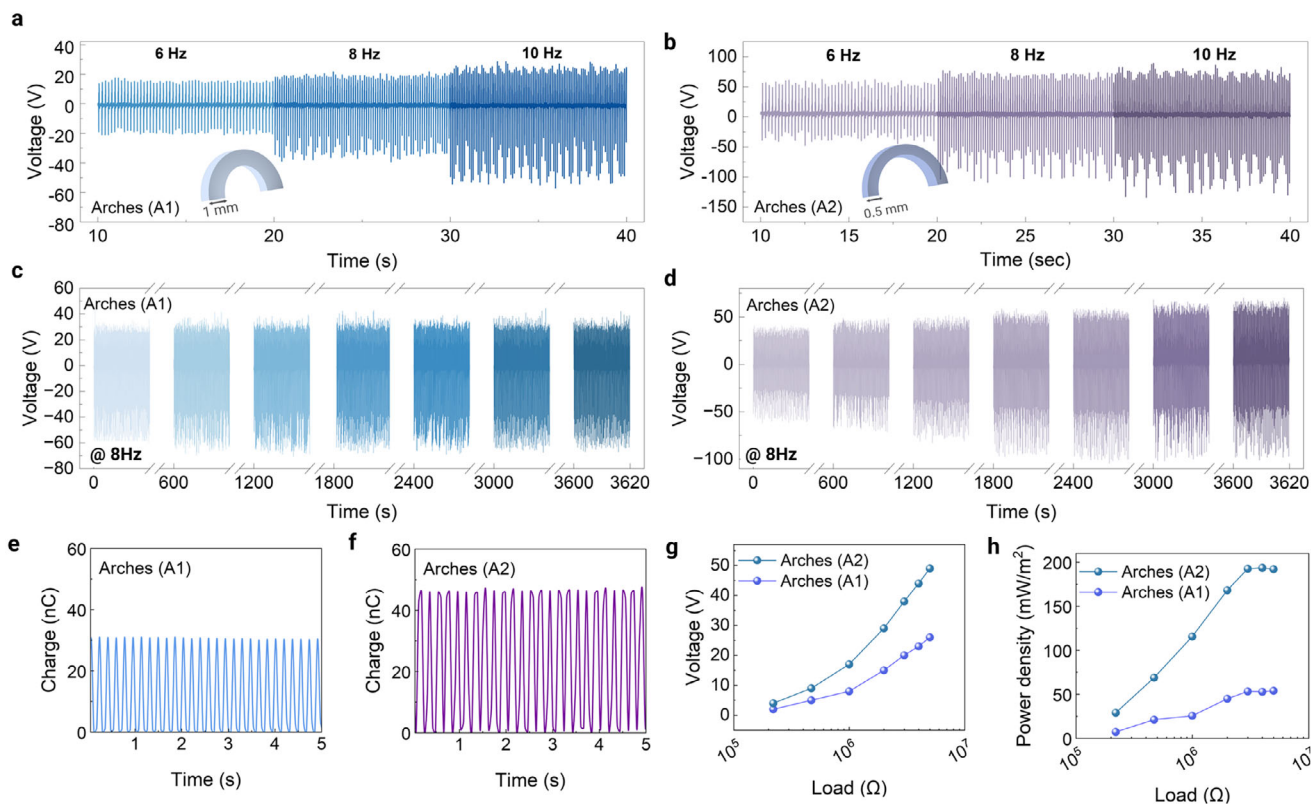 a
40
20
0
-20
-40
-60
-80
Voltage (V)
6 Hz
8 Hz
10 Hz
1 mm
Arches (A1)
10
20
30
40
Time (s)
b
100
50
0
-50
-100
-150
Voltage (V)
6 Hz
8 Hz
10 Hz
0.5 mm
Arches (A2)
10
15
20
25
30
35
40
Time (sec)
c
60
40
20
0
−20
−40
−60
−80
Voltage (V)
Arches (A1)
@ 8Hz
0
600
1200
1800
2400
3000
3600
3620
Time (s)
d
50
0
−50
−100
Voltage (V)
Arches (A2)
@ 8Hz
0
600
1200
1800
2400
3000
3600
3620
Time (s)
e
60
40
20
0
Charge (nC)
Arches (A1)
0
1
2
3
4
5
Time (s)
f
60
40
20
0
Charge (nC)
Arches (A2)
1
2
3
4
5
Time (s)
g
50
40
30
20
10
0
Voltage (V)
Arches (A2)
Arches (A1)
10⁵
10⁶
10⁷
Load (Ω)
h
200
150
100
50
0
Power density (mW/m²)
Arches (A2)
Arches (A1)
10⁵
10⁶
10⁷
Load (Ω)